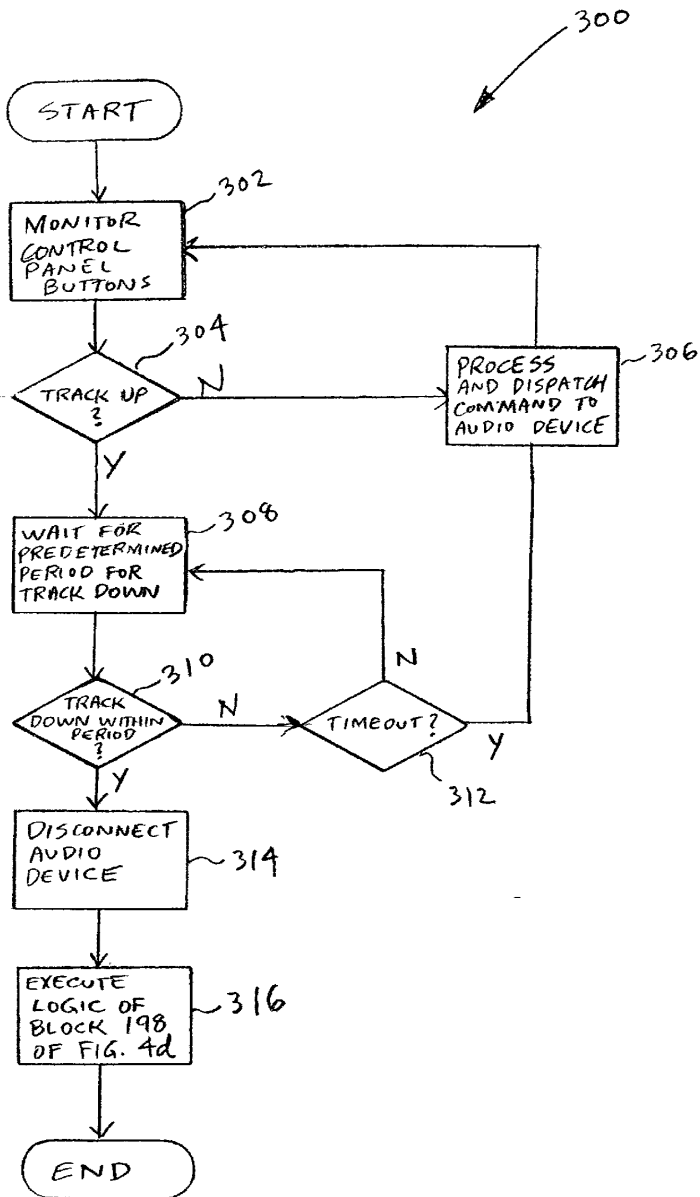 300
START
302
MONITOR
CONTROL
PANEL
BUTTONS
304
TRACK UP
?
N
Y
306
PROCESS
AND DISPATCH
COMMAND TO
AUDIO DEVICE
308
WAIT FOR
PREDETERMINED
PERIOD FOR
TRACK DOWN
310
TRACK
DOWN WITHIN
PERIOD
?
N
Y
TIMEOUT?
N
Y
312
DISCONNECT
AUDIO
DEVICE
314
EXECUTE
LOGIC OF
BLOCK 198
OF FIG. 4d
316
END